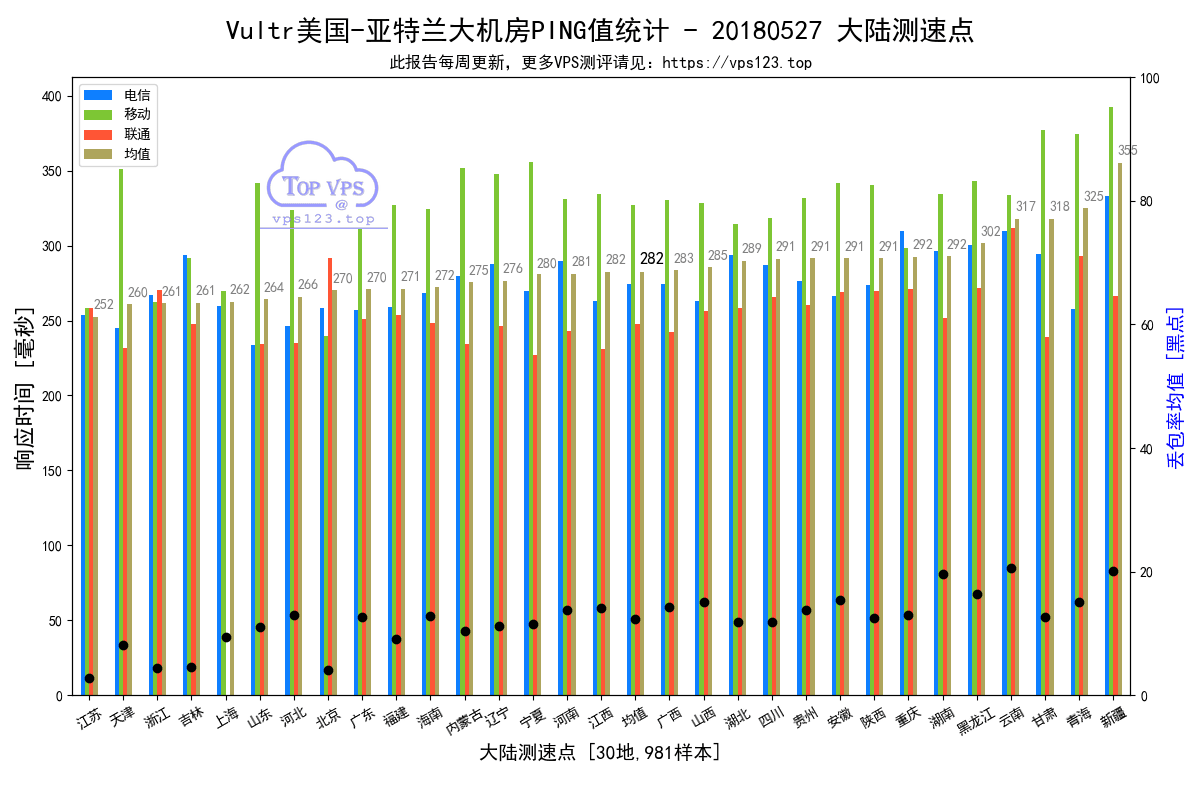 Vultr美国-亚特兰大机房PING值统计 - 20180527 大陆测速点
此报告每周更新，更多VPS测评请见：https://vps123.top
电信
移动
联通
均值
TOP VPS
@
vps123.top
响应时间 [毫秒]
400
350
300
250
200
150
100
50
0
252
260
261
261
262
264
266
270
270
271
272
275
276
280
281
282
282
283
285
289
291
291
291
291
292
292
302
317
318
325
355
100
80
60
40
20
0
丢包率均值 [黑点]
江苏
天津
浙江
吉林
上海
山东
河北
北京
广东
福建
海南
内蒙古
辽宁
宁夏
河南
江西
均值
广西
山西
湖北
四川
贵州
安徽
陕西
重庆
湖南
黑龙江
云南
甘肃
青海
新疆
大陆测速点 [30地,981样本]